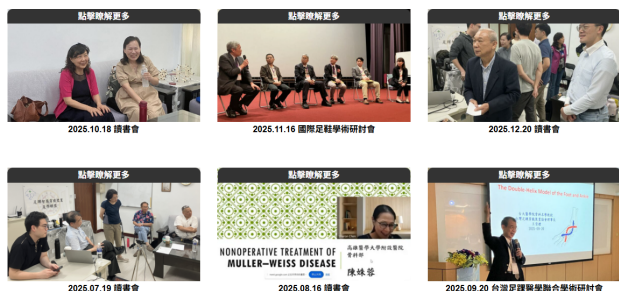 點擊瞭解更多
點擊瞭解更多
點擊瞭解更多
2025.10.18 讀書會
2025.11.16 國際足鞋學術研討會
2025.12.20 讀書會
點擊瞭解更多
點擊瞭解更多
點擊瞭解更多
NONOPERATIVE TREATMENT OF
MULLER–WEISS DISEASE
高雄醫學大學附設醫院
骨科部
陳姝蓉
The Double Helix Model of the Foot and Ankle
2025.07.19 讀書會
2025.08.16 讀書會
2025.09.20 台灣足踝醫學聯合學術研討會